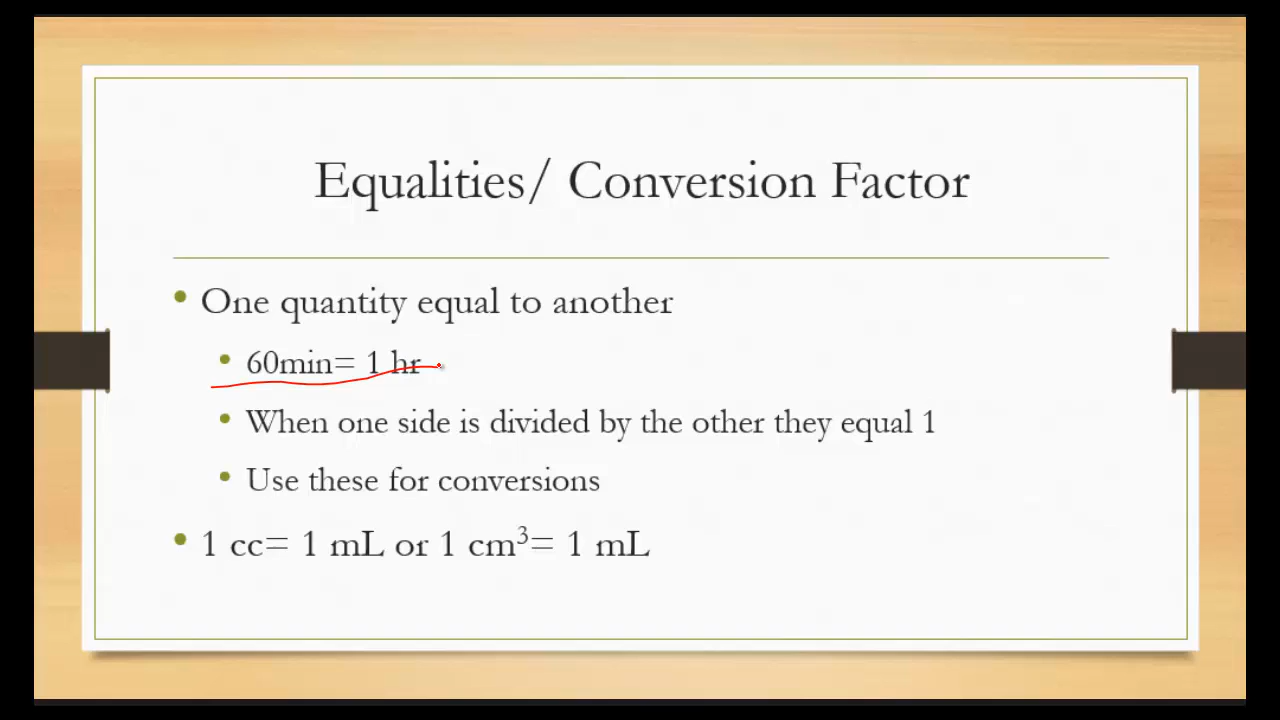 Equalities/ Conversion Factor
• One quantity equal to another
• 60min= 1 hr
• When one side is divided by the other they equal 1
• Use these for conversions
• 1 cc= 1 mL or 1 cm³= 1 mL